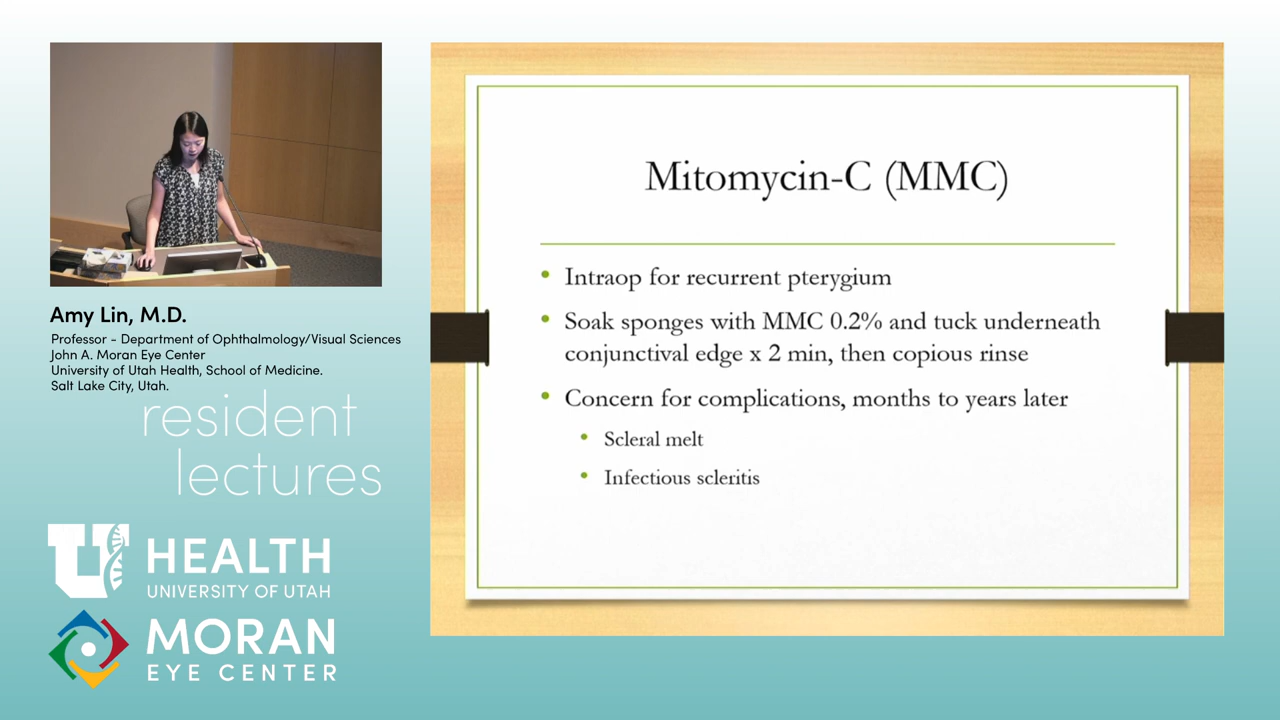 Amy Lin, M.D.
Professor - Department of Ophthalmology/Visual Sciences
John A. Moran Eye Center
University of Utah Health, School of Medicine.
Salt Lake City, Utah.
resident
lectures
U
HEALTH
UNIVERSITY OF UTAH
MORAN
EYE CENTER
Mitomycin-C (MMC)
• Intraop for recurrent pterygium
• Soak sponges with MMC 0.2% and tuck underneath
conjunctival edge x 2 min, then copious rinse
• Concern for complications, months to years later
• Scleral melt
• Infectious scleritis